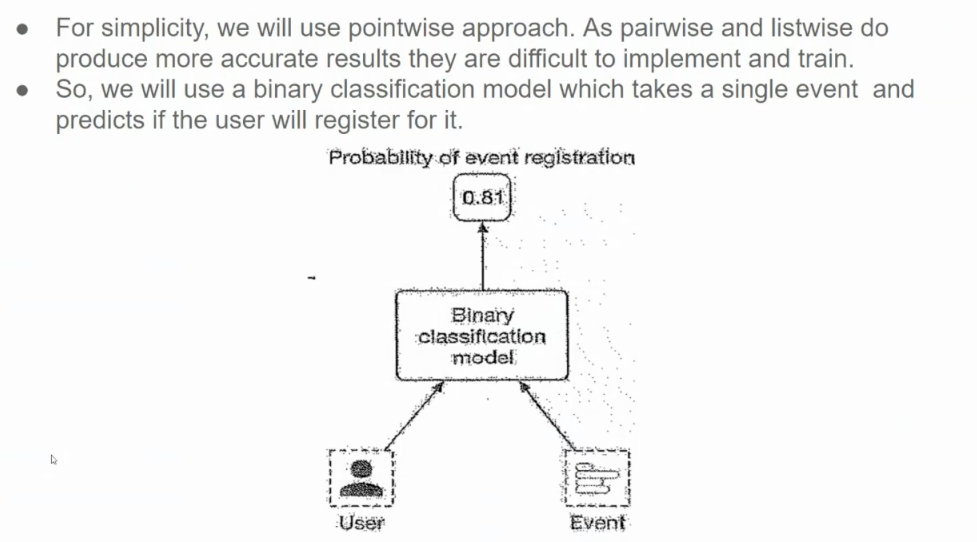 ● For simplicity, we will use pointwise approach. As pairwise and listwise do
produce more accurate results they are difficult to implement and train.
● So, we will use a binary classification model which takes a single event and
predicts if the user will register for it.
Probability of event registration
0.81
Binary
classification
model
User
Event